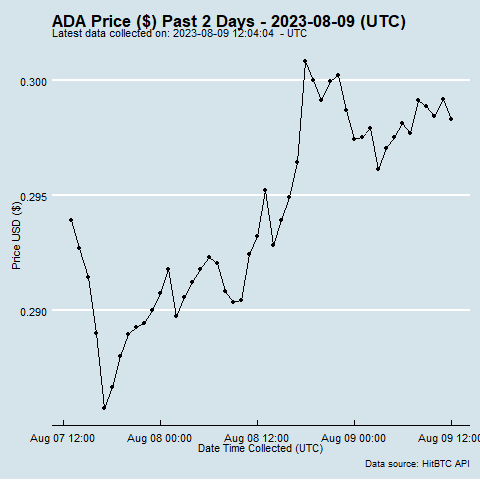 ADA Price ($) Past 2 Days - 2023-08-09 (UTC)
Latest data collected on: 2023-08-09 12:04:04 - UTC
0.300
0.295
Price USD ($)
0.290
Aug 07 12:00 Aug 08 00:00 Aug 08 12:00 Aug 09 00:00 Aug 09 12:00
Date Time Collected (UTC)
Data source: HitBTC API